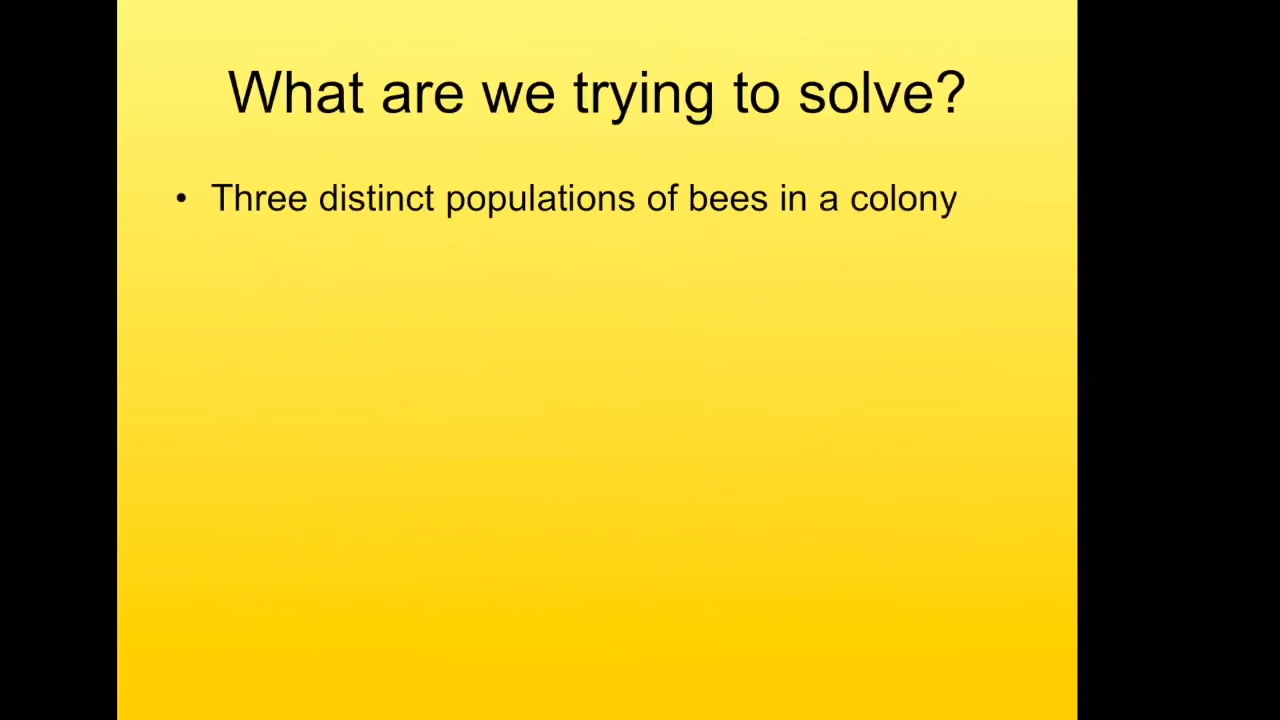 What are we trying to solve?
• Three distinct populations of bees in a colony